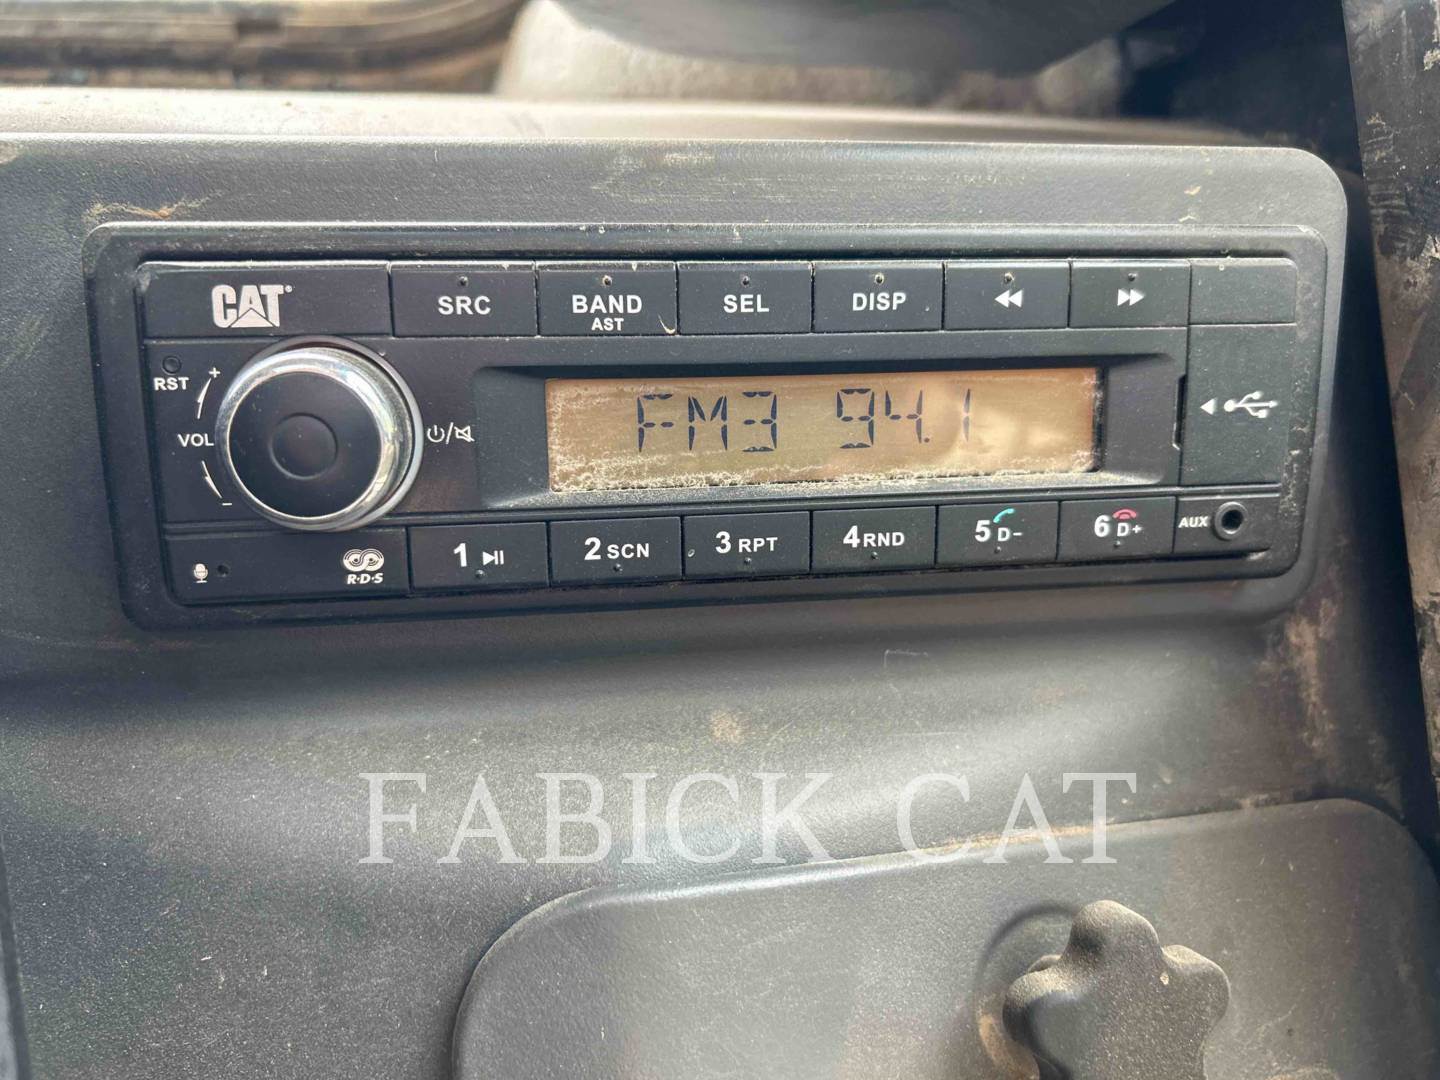 CAT®
SRC
BAND
AST
SEL
DISP
RST
+
VOL
-
FM3 94.1
1
2 SCN
3 RPT
4 RND
5 D-
6 D+
AUX
R·D·S
FABICK CAT